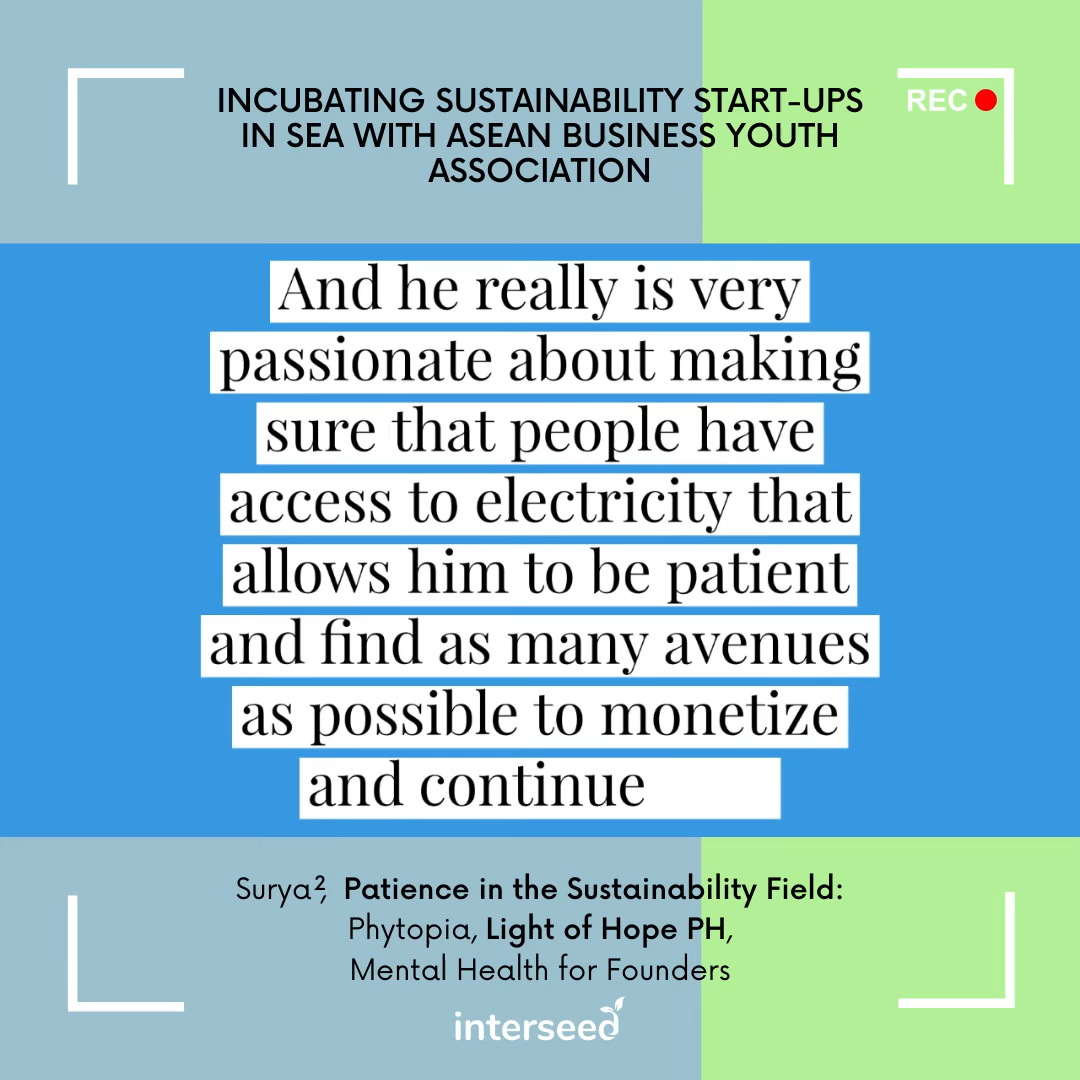 INCUBATING SUSTAINABILITY START-UPS
IN SEA WITH ASEAN BUSINESS YOUTH
ASSOCIATION
REC
And he really is very
passionate about making
sure that people have
access to electricity that
allows him to be patient
and find as many avenues
as possible to monetize
and continue
Surya², Patience in the Sustainability Field:
Phytopia, Light of Hope PH,
Mental Health for Founders
interseed